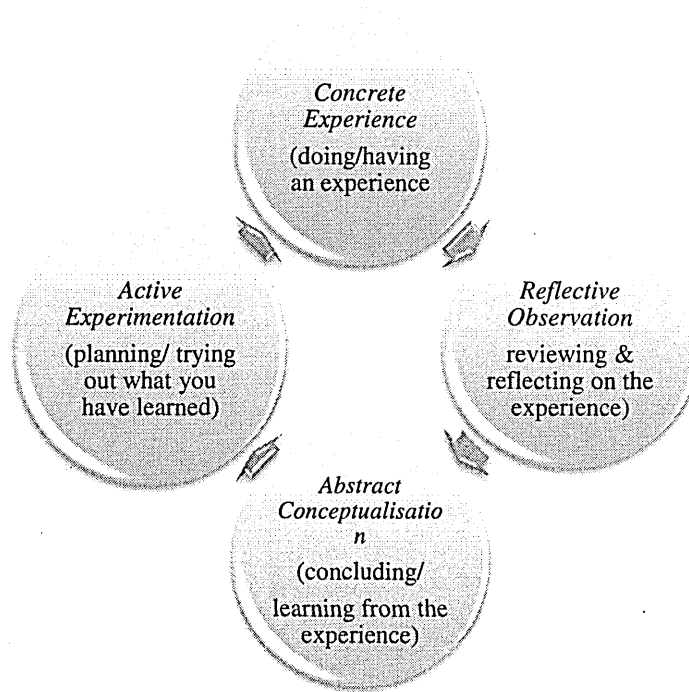 Concrete
Experience
(doing/having
an experience
Active
Experimentation
(planning/ trying
out what you
have learned)
Reflective
Observation
reviewing &
reflecting on the
experience)
Abstract
Conceptualisatio
n
(concluding/
learning from the
experience)